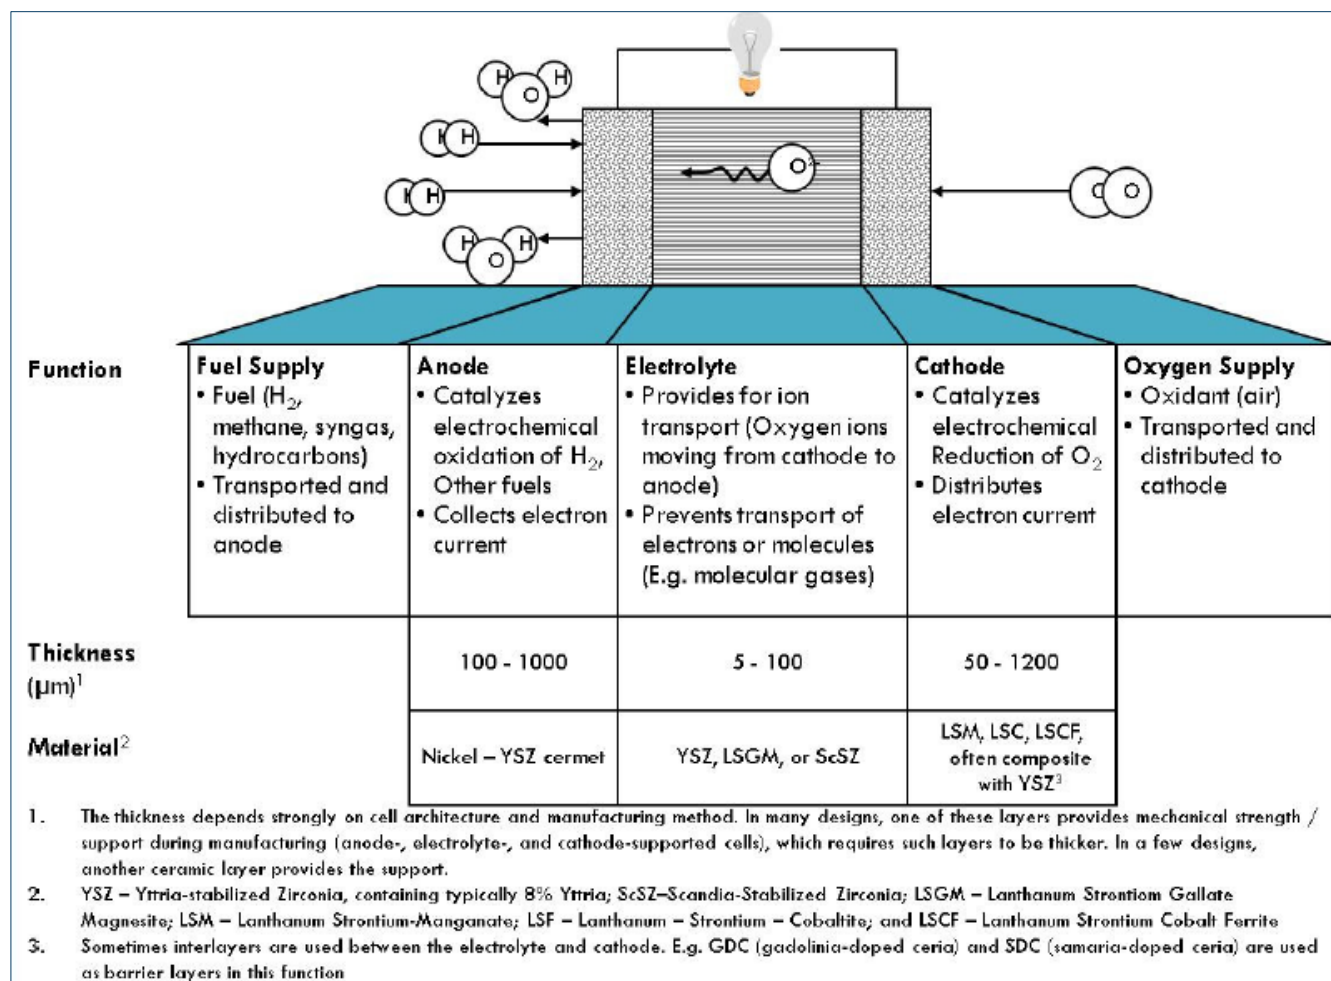 H H
O
H H
H H
O²⁻
O O
H H
O
Function
Fuel Supply
• Fuel (H₂,
methane, syngas,
hydrocarbons)
• Transported and
distributed to
anode
Anode
• Catalyzes
electrochemical
oxidation of H₂,
Other fuels
• Collects electron
current
Electrolyte
• Provides for ion
transport (Oxygen ions
moving from cathode to
anode)
• Prevents transport of
electrons or molecules
(E.g. molecular gases)
Cathode
• Catalyzes
electrochemical
Reduction of O₂
• Distributes
electron current
Oxygen Supply
• Oxidant (air)
• Transported and
distributed to
cathode
Thickness
(μm)¹
100 - 1000
5 - 100
50 - 1200
Material²
Nickel – YSZ cermet
YSZ, LSGM, or ScSZ
LSM, LSC, LSCF,
often composite
with YSZ³
1. The thickness depends strongly on cell architecture and manufacturing method. In many designs, one of these layers provides mechanical strength /
support during manufacturing (anode-, electrolyte-, and cathode-supported cells), which requires such layers to be thicker. In a few designs,
another ceramic layer provides the support.
2. YSZ – Yttria-stabilized Zirconia, containing typically 8% Yttria; ScSZ–Scandia-Stabilized Zirconia; LSGM – Lanthanum Strontiom Gallate
Magnesite; LSM – Lanthanum Strontium-Manganate; LSF – Lanthanum – Strontium – Cobaltite; and LSCF – Lanthanum Strontium Cobalt Ferrite
3. Sometimes interlayers are used between the electrolyte and cathode. E.g. GDC (gadolinia-doped ceria) and SDC (samaria-doped ceria) are used
as barrier layers in this function